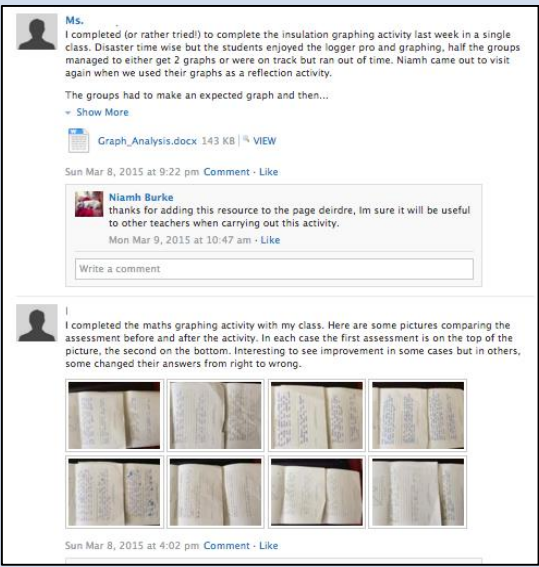 Ms.
I completed (or rather tried!) to complete the insulation graphing activity last week in a single
class. Disaster time wise but the students enjoyed the logger pro and graphing, half the groups
managed to either get 2 graphs or were on track but ran out of time. Niamh came out to visit
again when we used their graphs as a reflection activity.
The groups had to make an expected graph and then...
Show More
Graph_Analysis.docx 143 KB | VIEW
Sun Mar 8, 2015 at 9:22 pm Comment · Like
Niamh Burke
thanks for adding this resource to the page deirdre, Im sure it will be useful
to other teachers when carrying out this activity.
Mon Mar 9, 2015 at 10:47 am · Like
Write a comment
I completed the maths graphing activity with my class. Here are some pictures comparing the
assessment before and after the activity. In each case the first assessment is on the top of the
picture, the second on the bottom. Interesting to see improvement in some cases but in others,
some changed their answers from right to wrong.
Sun Mar 8, 2015 at 4:02 pm Comment · Like